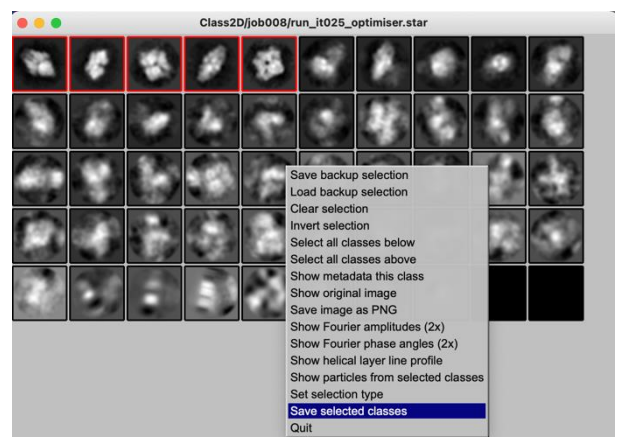 Class2D/job008/run_it025_optimiser.star
Save backup selection
Load backup selection
Clear selection
Invert selection
Select all classes below
Select all classes above
Show metadata this class
Show original image
Save image as PNG
Show Fourier amplitudes (2x)
Show Fourier phase angles (2x)
Show helical layer line profile
Show particles from selected classes
Set selection type
Save selected classes
Quit